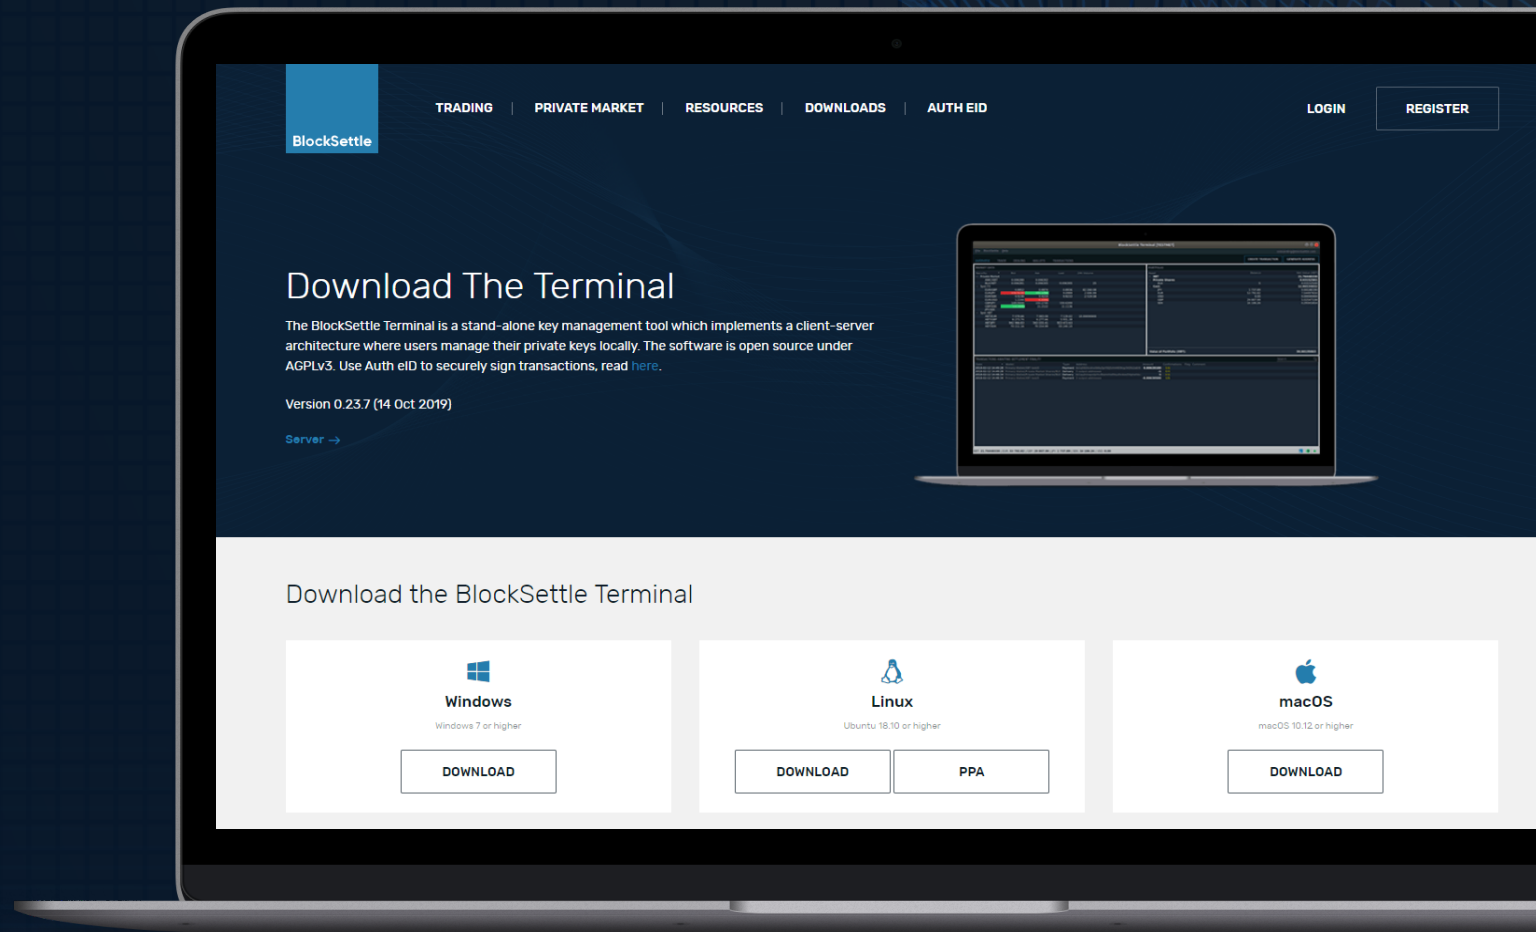 BlockSettle
TRADING | PRIVATE MARKET | RESOURCES | DOWNLOADS | AUTH EID
LOGIN
REGISTER
Download The Terminal
The BlockSettle Terminal is a stand-alone key management tool which implements a client-server
architecture where users manage their private keys locally. The software is open source under
AGPLv3. Use Auth eID to securely sign transactions, read here.
Version 0.23.7 (14 Oct 2019)
Server →
Download the BlockSettle Terminal
Windows
Windows 7 or higher
DOWNLOAD
Linux
Ubuntu 18.10 or higher
DOWNLOAD
PPA
macOS
macOS 10.12 or higher
DOWNLOAD